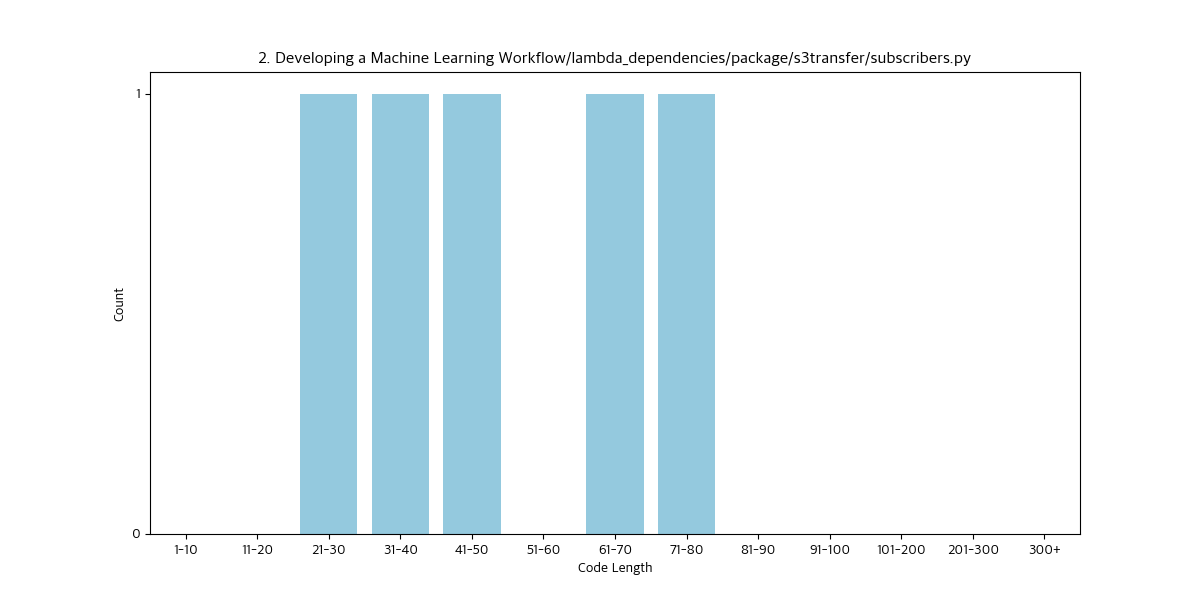 2. Developing a Machine Learning Workflow/lambda_dependencies/package/s3transfer/subscribers.py
1
Count
0
1-10 11-20 21-30 31-40 41-50 51-60 61-70 71-80 81-90 91-100 101-200 201-300 300+
Code Length